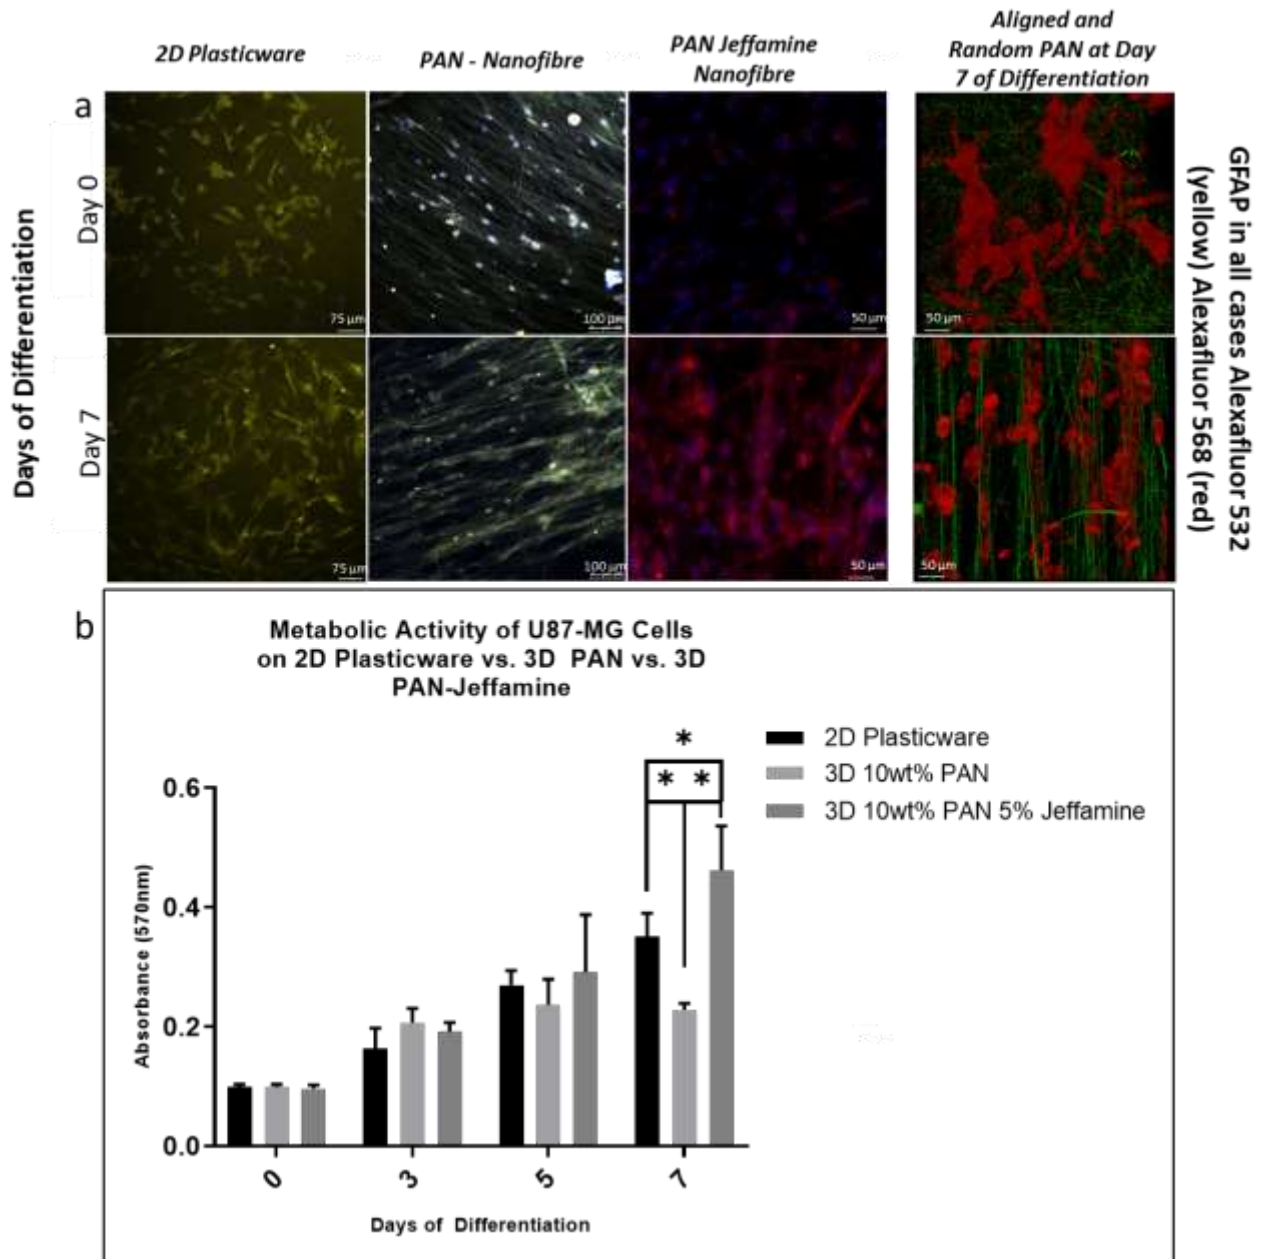 2D Plasticware
PAN - Nanofibre
PAN Jeffamine
Nanofibre
Aligned and
Random PAN at Day
7 of Differentiation
a
Days of Differentiation
Day 0
75 µm
100 µm
50 µm
50 µm
Day 7
75 µm
100 µm
50 µm
50 µm
GFAP in all cases Alexafluor 532
(yellow) Alexafluor 568 (red)
b
Metabolic Activity of U87-MG Cells
on 2D Plasticware vs. 3D PAN vs. 3D
PAN-Jeffamine
*
* *
2D Plasticware
3D 10wt% PAN
3D 10wt% PAN 5% Jeffamine
Absorbance (570nm)
0.6
0.4
0.2
0.0
0
3
5
7
Days of Differentiation